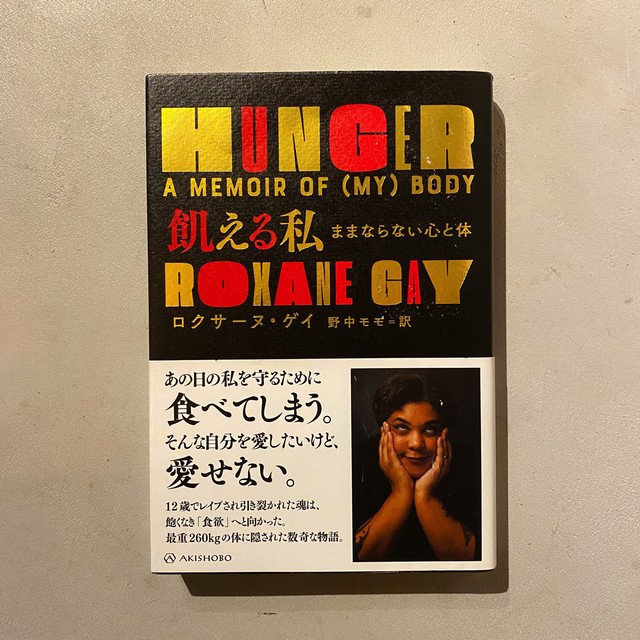 HUNGER
A MEMOIR OF (MY) BODY
飢える私 ままならない心と体
ROXANE GAY
ロクサーヌ・ゲイ 野中モモ=訳
あの日の私を守るために
食べてしまう。
そんな自分を愛したいけど、
愛せない。
12歳でレイプされ引き裂かれた魂は、
飽くなき「食欲」へと向かった。
最重260kgの体に隠された数奇な物語。
AKISHOBO